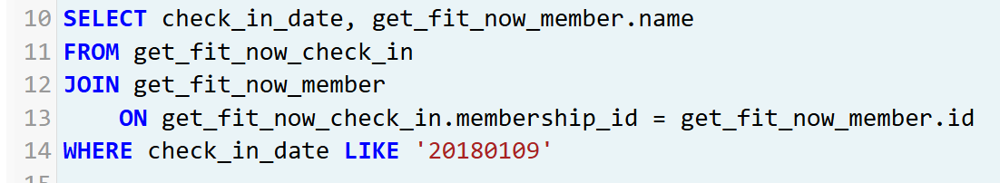 10 SELECT check_in_date, get_fit_now_member.name
11 FROM get_fit_now_check_in
12 JOIN get_fit_now_member
13     ON get_fit_now_check_in.membership_id = get_fit_now_member.id
14 WHERE check_in_date LIKE '20180109'
15